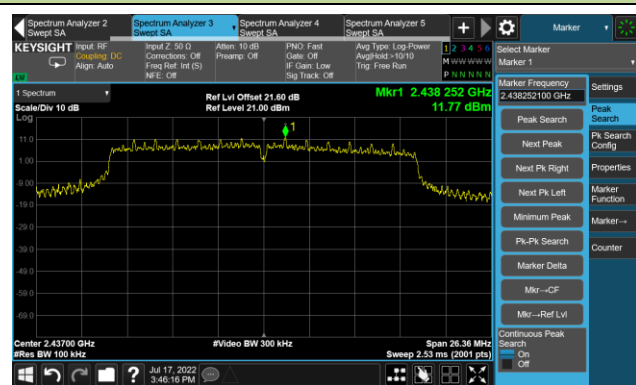 Spectrum Analyzer 2
Swept SA
Spectrum Analyzer 3
Swept SA
Spectrum Analyzer 4
Swept SA
Spectrum Analyzer 5
Swept SA
Marker
KEYSIGHT
Input: RF
Coupling: DC
Align: Auto
Input Z: 50 Ω
Corrections: Off
Freq Ref: Int (S)
NFE: Off
Atten: 10 dB
Preamp: Off
PNO: Fast
Gate: Off
IF Gain: Low
Sig Track: Off
Avg Type: Log-Power
Avg|Hold:>10/10
Trig: Free Run
1 2 3 4 5 6
M W W W W W
P N N N N N
LW
1 Spectrum
Scale/Div 10 dB
Log
Ref Lvl Offset 21.60 dB
Ref Level 21.00 dBm
Mkr1 2.438 252 GHz
11.77 dBm
11.0
1.00
-9.00
-19.0
-29.0
-39.0
-49.0
-59.0
-69.0
1
Center 2.43700 GHz
#Res BW 100 kHz
#Video BW 300 kHz
Span 26.36 MHz
Sweep 2.53 ms (2001 pts)
Select Marker
Marker 1
Marker Frequency
2.438252100 GHz
Peak Search
Next Peak
Next Pk Right
Next Pk Left
Minimum Peak
Pk-Pk Search
Marker Delta
Mkr→CF
Mkr→Ref Lvl
Continuous Peak
Search
On
Off
Settings
Peak
Search
Pk Search
Config
Properties
Marker
Function
Marker→
Counter
Jul 17, 2022
3:46:16 PM